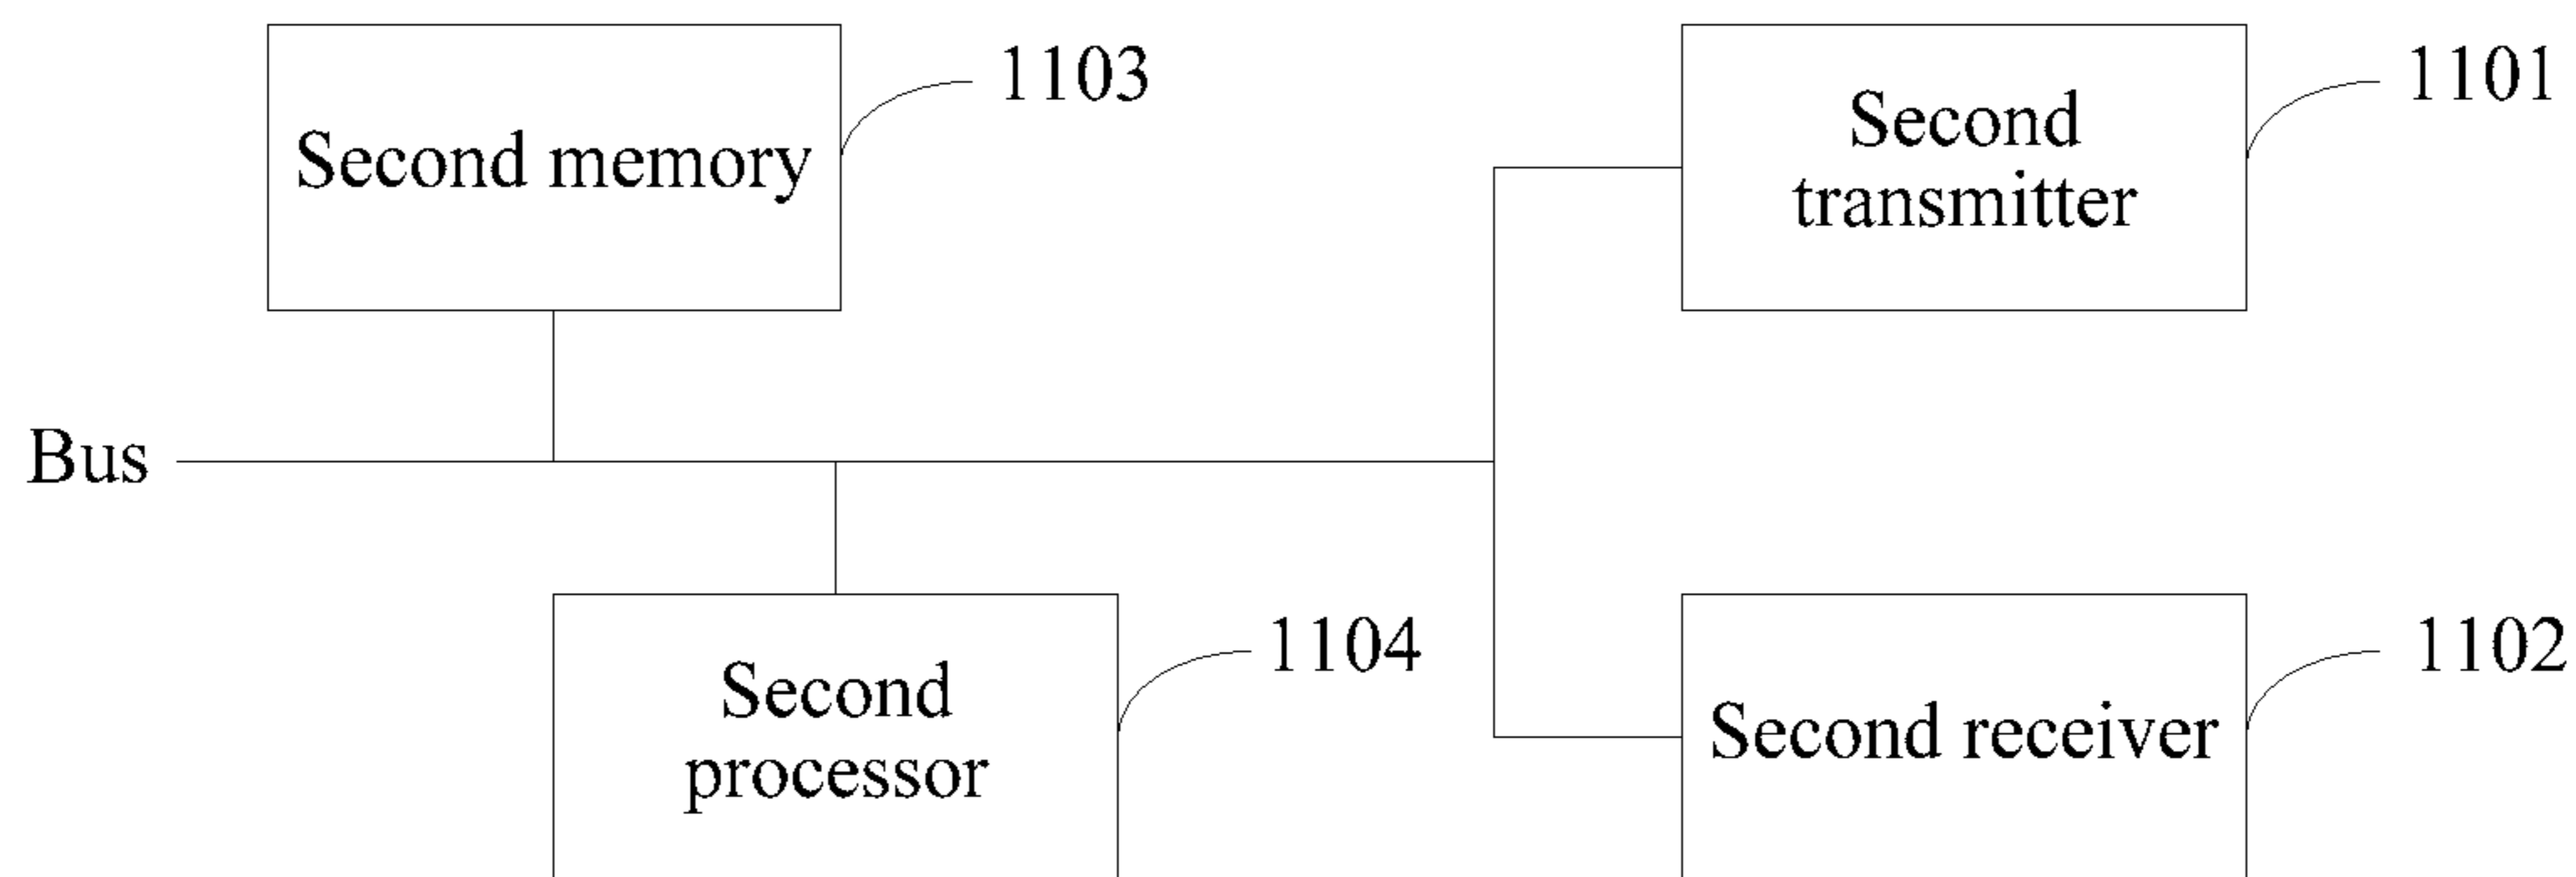 1103
Second memory
1101
Second
transmitter
Bus
1104
Second
processor
1102
Second receiver